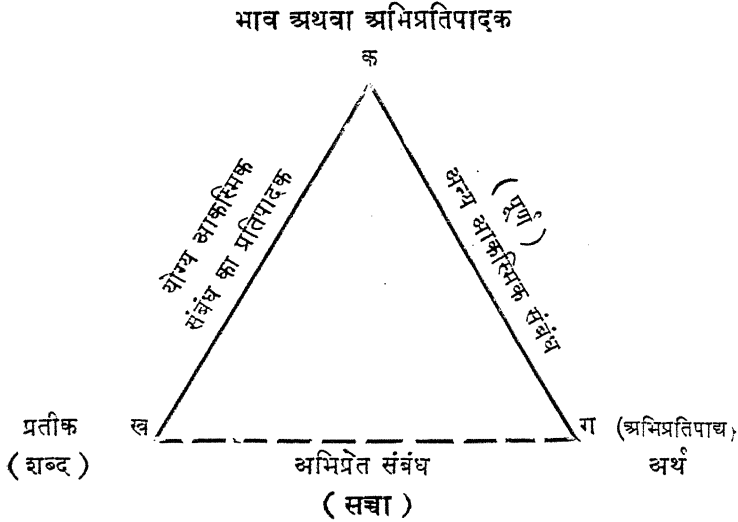 भाव अथवा अभिप्रतिपादक
क
योग्य आकस्मिक
संबंध का प्रतिपादक
(पूर्ण)
अन्य आकस्मिक संबंध
प्रतीक
(शब्द)
ख
ग
(अभिप्रतिपाद्य)
अर्थ
अभिप्रेत संबंध
(सच्चा)